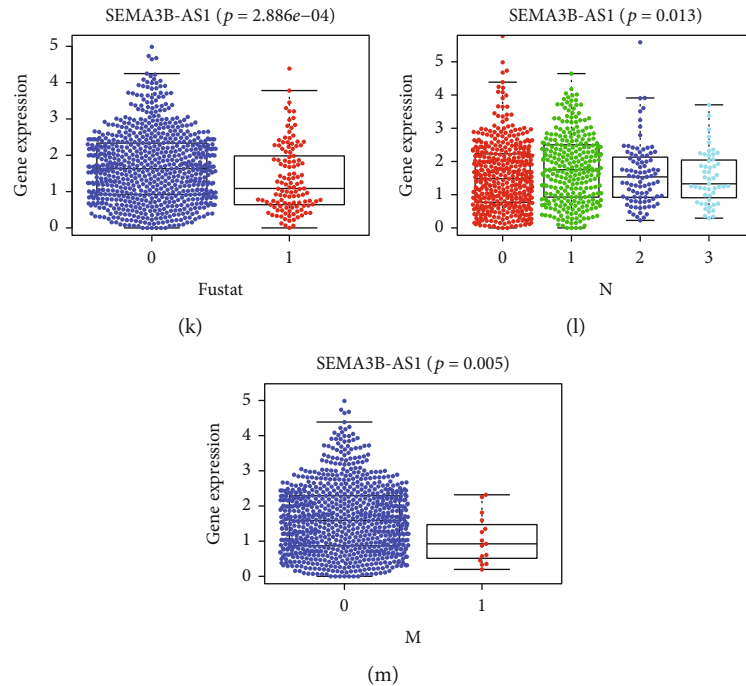 SEMA3B-AS1 (p = 2.886e−04)
5
4
3
2
1
0
Gene expression
0 1
Fustat
(k)
SEMA3B-AS1 (p = 0.013)
5
4
3
2
1
0
Gene expression
0 1 2 3
N
(l)
SEMA3B-AS1 (p = 0.005)
5
4
3
2
1
0
Gene expression
0 1
M
(m)